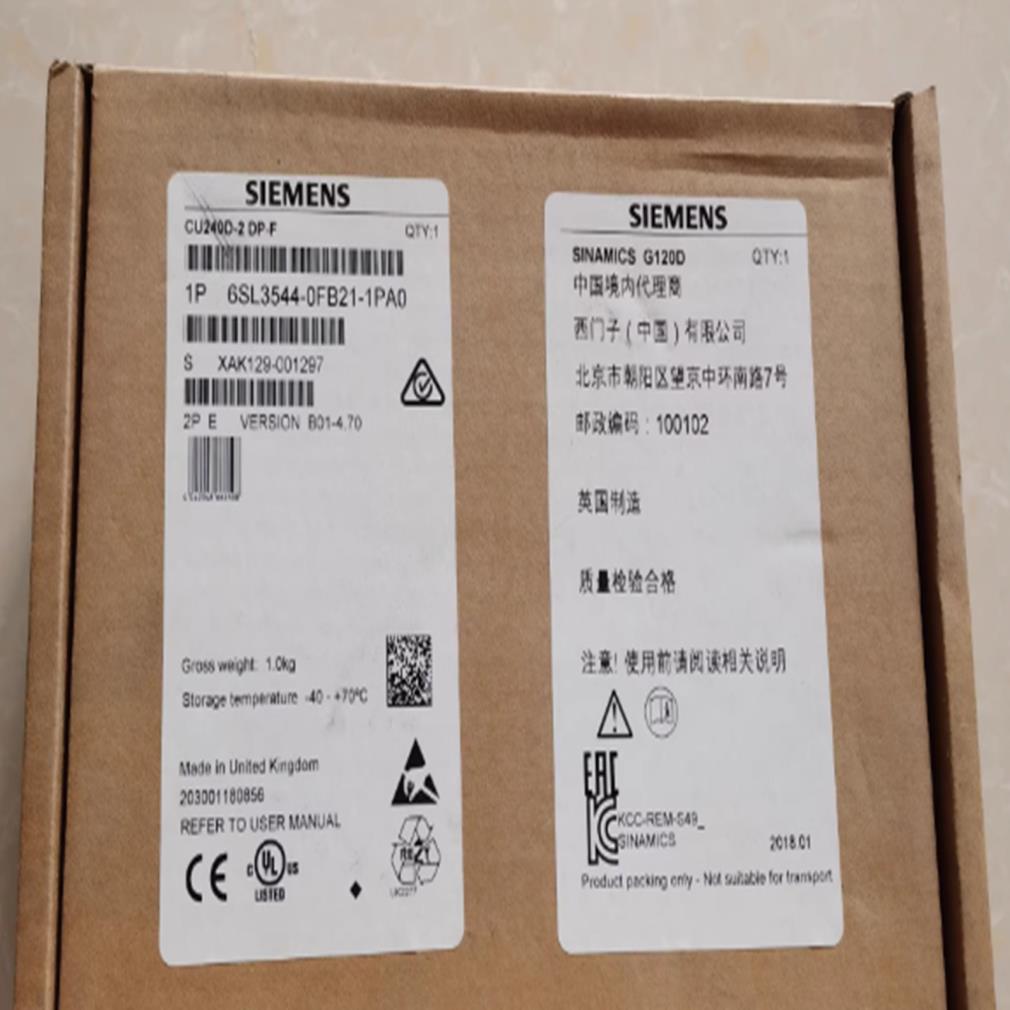 SIEMENS
CU240D-2 DP-F QTY:1
1P 6SL3544-0FB21-1PA0
S XAK129-001297
2P E VERSION B01-4.70
Gross weight: 1.0kg
Storage temperature -40 - +70°C
Made in United Kingdom
203001180856
REFER TO USER MANUAL
CE C UL US
LISTED
SIEMENS
SINAMICS G120D QTY:1
中国境内代理商
西门子(中国)有限公司
北京市朝阳区望京中环南路7号
邮政编码:100102
英国制造
质量检验合格
注意! 使用前请阅读相关说明
EAC
KC KCC-REM-S49_
SINAMICS 2018.01
Product packing only - Not suitable for transport